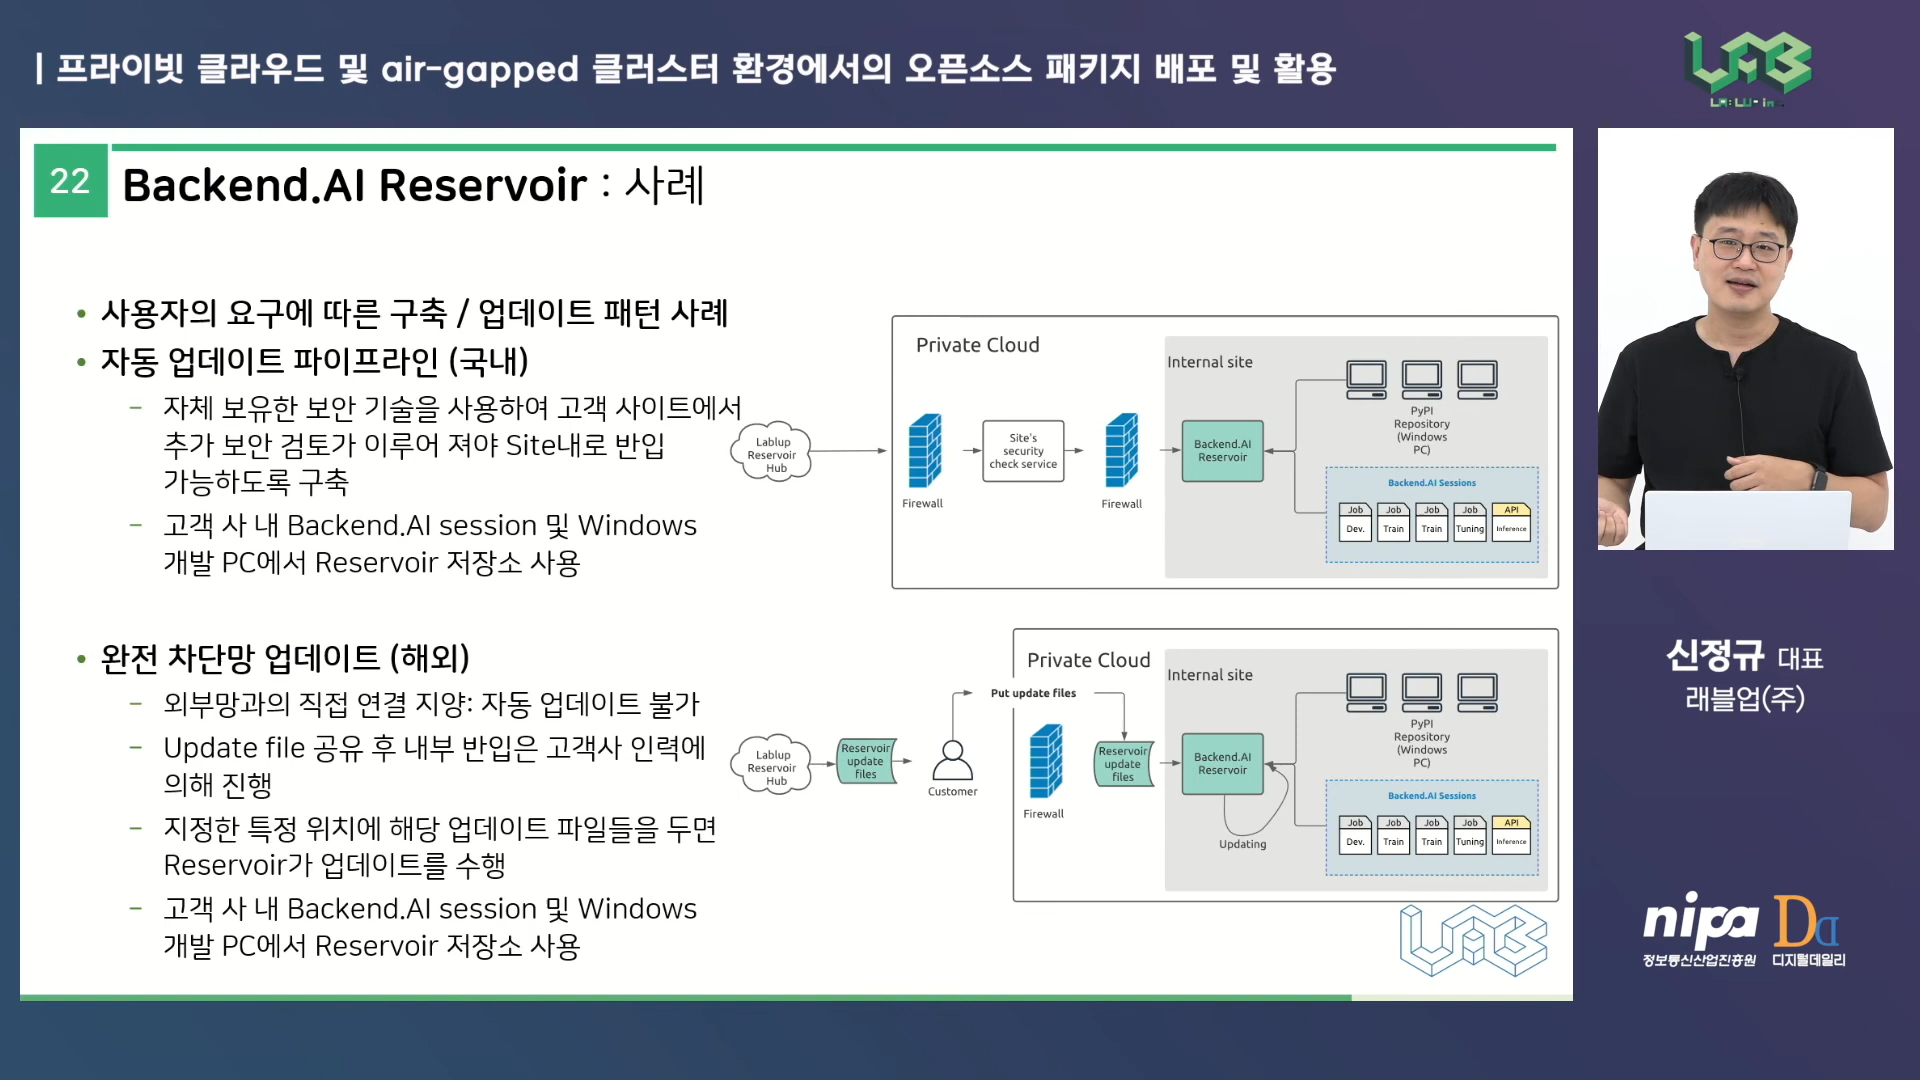 | 프라이빗 클라우드 및 air-gapped 클러스터 환경에서의 오픈소스 패키지 배포 및 활용
22
Backend.AI Reservoir : 사례
• 사용자의 요구에 따른 구축 / 업데이트 패턴 사례
• 자동 업데이트 파이프라인 (국내)
– 자체 보유한 보안 기술을 사용하여 고객 사이트에서
추가 보안 검토가 이루어 져야 Site내로 반입
가능하도록 구축
– 고객 사 내 Backend.AI session 및 Windows
개발 PC에서 Reservoir 저장소 사용
Lablup
Reservoir
Hub
Private Cloud
Firewall
Site's
security
check service
Firewall
Internal site
Backend.AI
Reservoir
PyPI
Repository
(Windows
PC)
Backend.AI Sessions
Job Job Job Job API
Dev. Train Train Tuning Inference
• 완전 차단망 업데이트 (해외)
– 외부망과의 직접 연결 지양: 자동 업데이트 불가
– Update file 공유 후 내부 반입은 고객사 인력에
의해 진행
– 지정한 특정 위치에 해당 업데이트 파일들을 두면
Reservoir가 업데이트를 수행
– 고객 사 내 Backend.AI session 및 Windows
개발 PC에서 Reservoir 저장소 사용
Lablup
Reservoir
Hub
Reservoir
update
files
Customer
Put update files
Private Cloud
Firewall
Reservoir
update
files
Internal site
Backend.AI
Reservoir
Updating
PyPI
Repository
(Windows
PC)
Backend.AI Sessions
Job Job Job Job API
Dev. Train Train Tuning Inference
LAB
LAB
신정규 대표
래블업(주)
nipa
정보통신산업진흥원
DD
디지털데일리